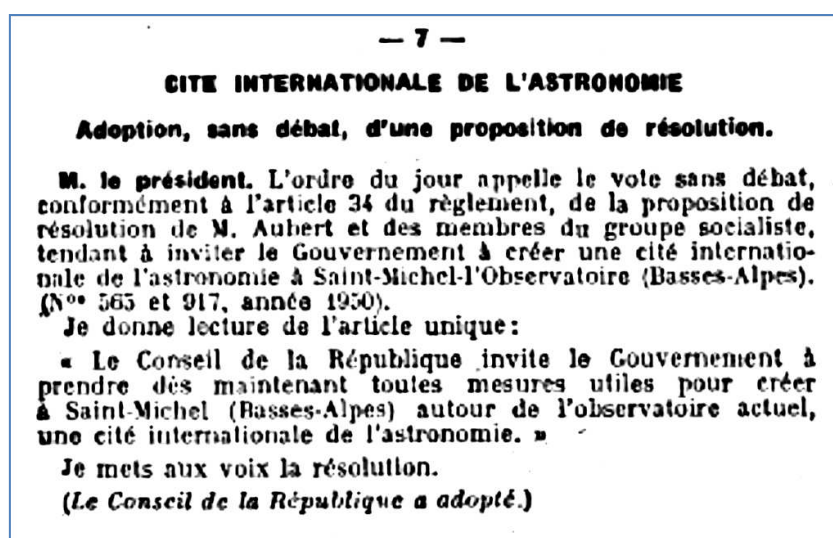 — 7 —
CITE INTERNATIONALE DE L'ASTRONOMIE
Adoption, sans débat, d'une proposition de résolution.
M. le président. L'ordre du jour appelle le vote sans débat,
conformément à l'article 34 du règlement, de la proposition de
résolution de M. Aubert et des membres du groupe socialiste,
tendant à inviter le Gouvernement à créer une cité internatio-
nale de l'astronomie à Saint-Michel-l'Observatoire (Basses-Alpes).
(Nos 565 et 917, année 1950).
Je donne lecture de l'article unique:
« Le Conseil de la République invite le Gouvernement à
prendre dès maintenant toutes mesures utiles pour créer
à Saint-Michel (Basses-Alpes) autour de l'observatoire actuel,
une cité internationale de l'astronomie. »
Je mets aux voix la résolution.
(Le Conseil de la République a adopté.)